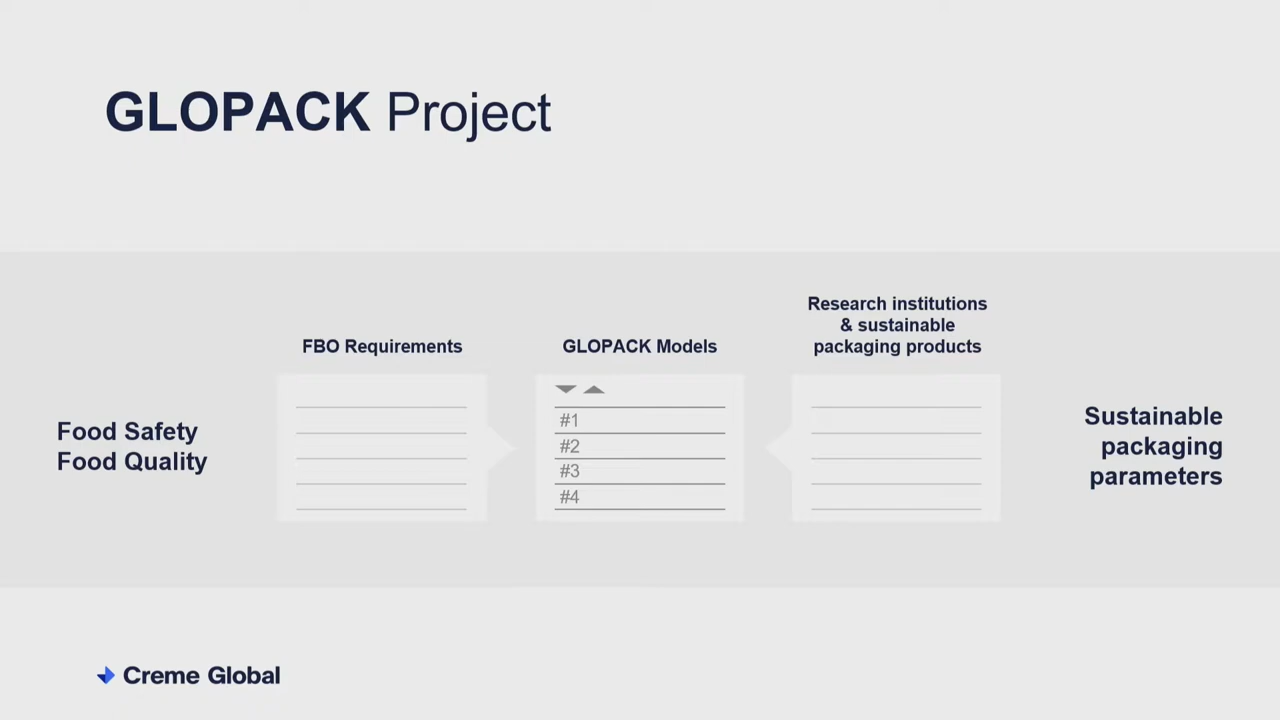 GLOPACK Project
Food Safety
Food Quality
FBO Requirements
GLOPACK Models
#1
#2
#3
#4
Research institutions
& sustainable
packaging products
Sustainable
packaging
parameters
Creme Global